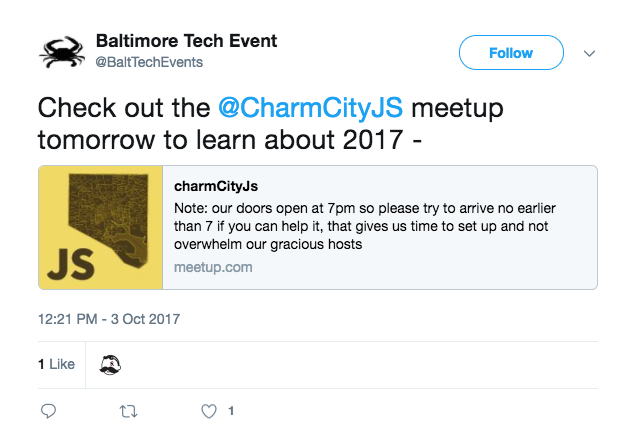 Baltimore Tech Event
@BaltTechEvents
Follow
Check out the @CharmCityJS meetup
tomorrow to learn about 2017 -
JS
charmCityJs
Note: our doors open at 7pm so please try to arrive no earlier
than 7 if you can help it, that gives us time to set up and not
overwhelm our gracious hosts
meetup.com
12:21 PM - 3 Oct 2017
1 Like
1